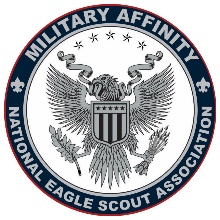 MILITARY AFFINITY
NATIONAL EAGLE SCOUT ASSOCIATION